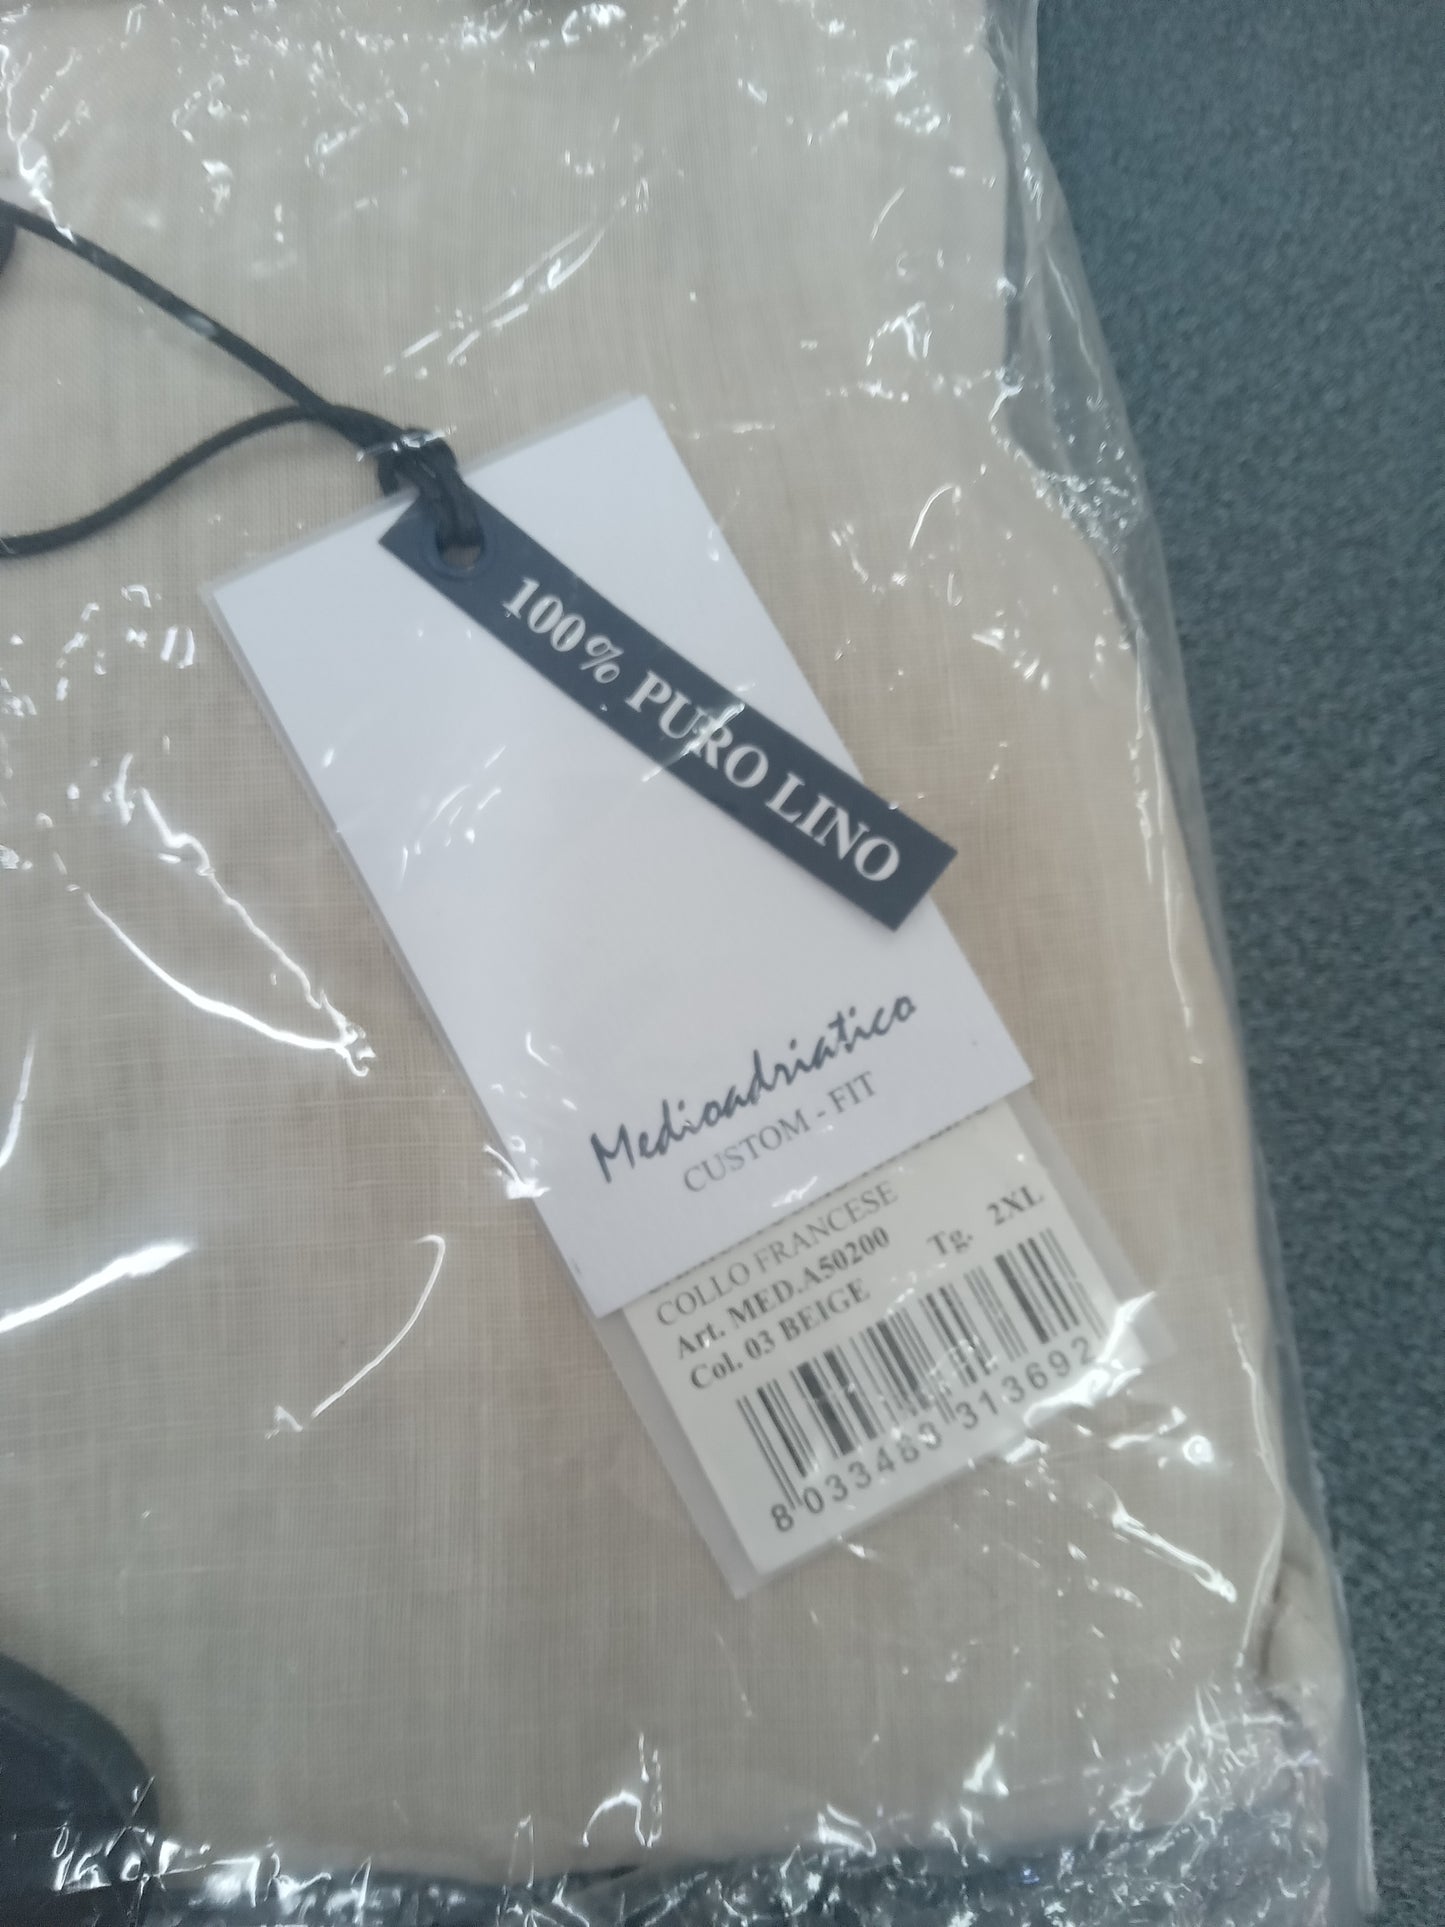 100% PURO LINO
Medioadriatico
CUSTOM - FIT
COLLO FRANCESE
Art. MED.A50200 Tg. 2XL
Col. 03 BEIGE
8 033483 313692